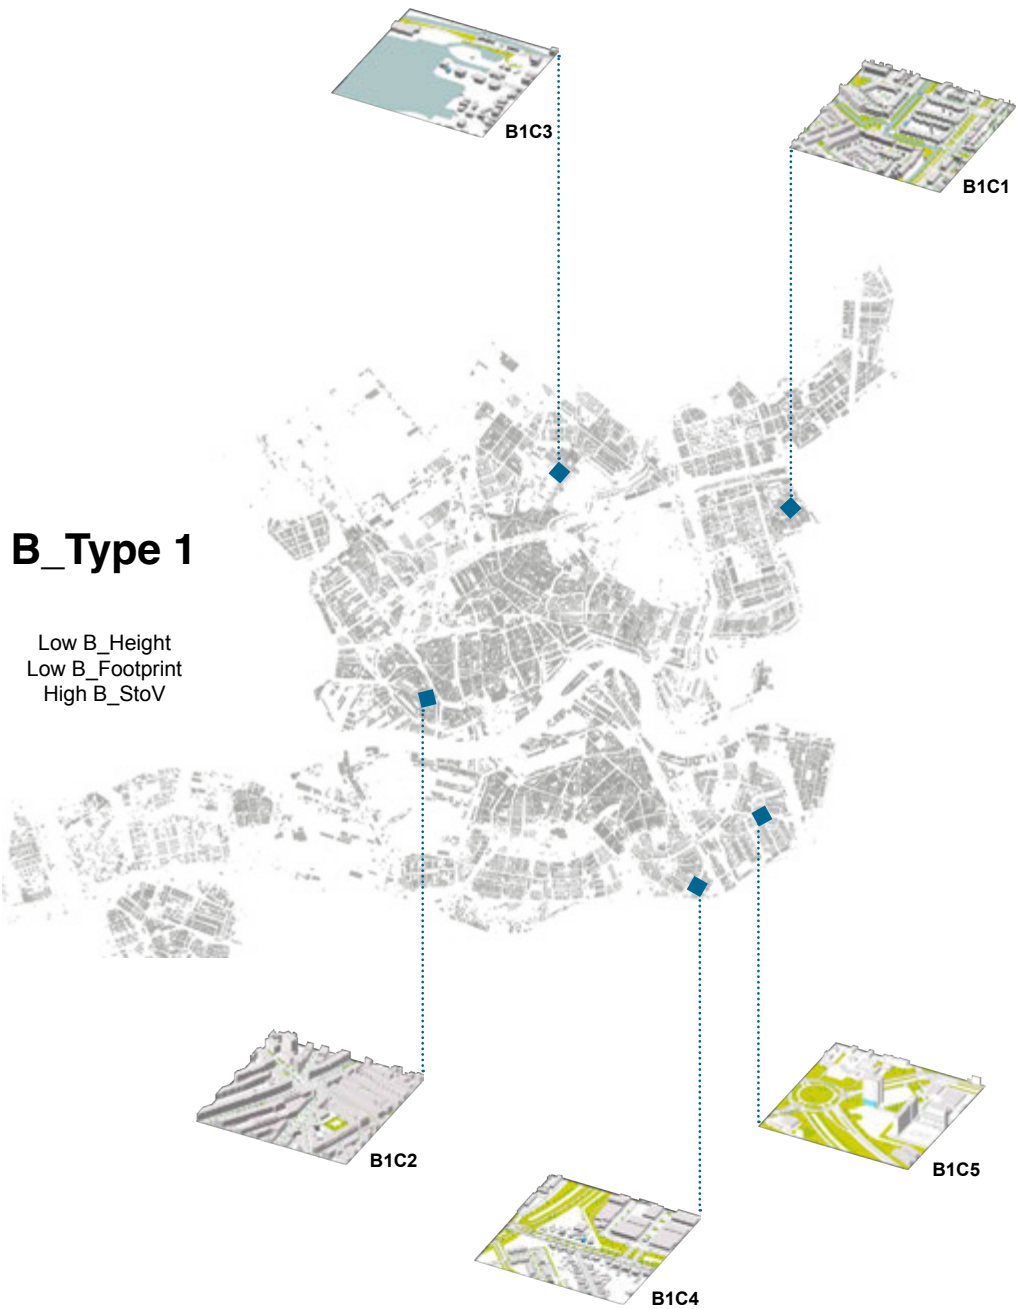 B1C3
B1C1
B_Type 1
Low B_Height
Low B_Footprint
High B_StoV
B1C2
B1C5
B1C4